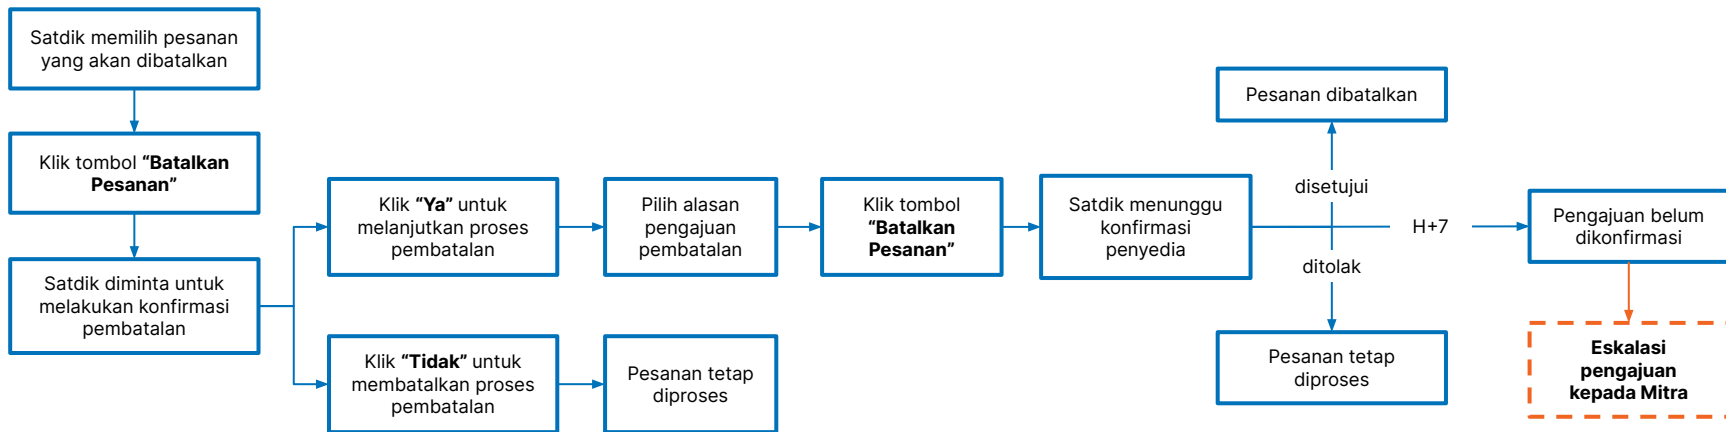 Satdik memilih pesanan
yang akan dibatalkan
Klik tombol “Batalkan
Pesanan”
Satdik diminta untuk
melakukan konfirmasi
pembatalan
Klik “Ya” untuk
melanjutkan proses
pembatalan
Pilih alasan
pengajuan
pembatalan
Klik tombol
“Batalkan
Pesanan”
Satdik menunggu
konfirmasi
penyedia
Klik “Tidak” untuk
membatalkan proses
pembatalan
Pesanan tetap
diproses
disetujui
Pesanan dibatalkan
ditolak
Pesanan tetap
diproses
H+7
Pengajuan belum
dikonfirmasi
Eskalasi
pengajuan
kepada Mitra